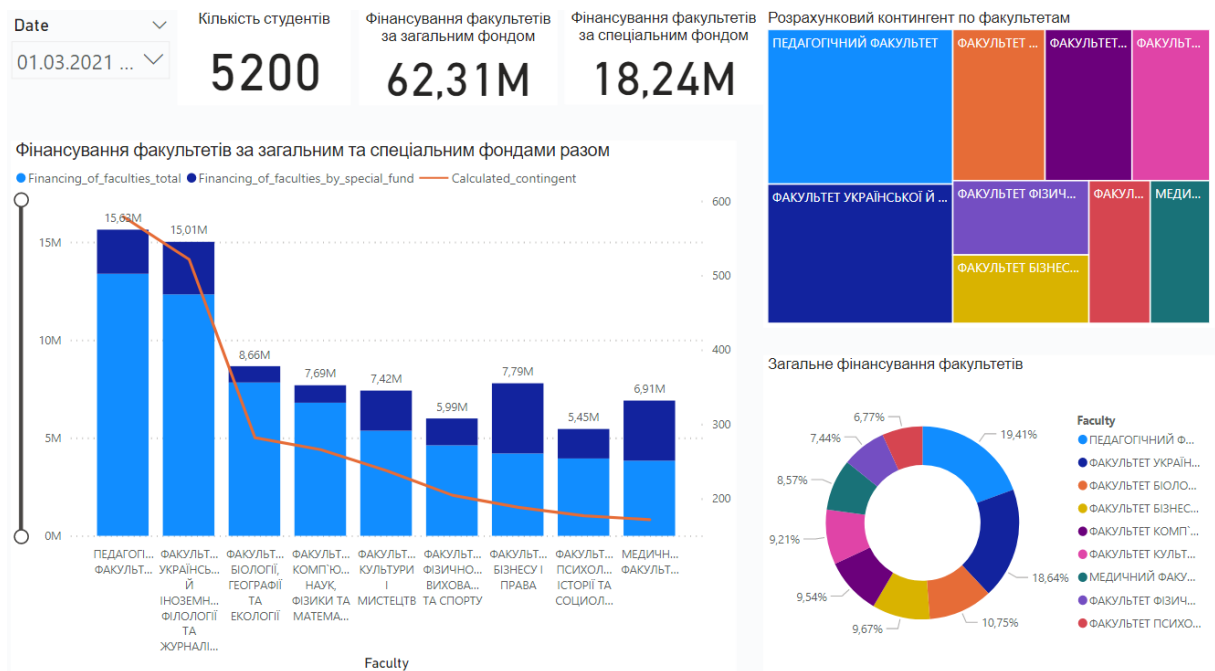 Date
01.03.2021 ...
Кількість студентів
5200
Фінансування факультетів
за загальним фондом
62,31M
Фінансування факультетів
за спеціальним фондом
18,24M
Фінансування факультетів за загальним та спеціальним фондами разом
Financing_of_faculties_total
Financing_of_faculties_by_special_fund
Calculated_contingent
15M
10M
5M
0M
15,63M
15,01M
8,66M
7,69M
7,42M
5,99M
7,79M
5,45M
6,91M
600
500
400
300
200
ПЕДАГОГІ...
ФАКУЛЬТ...
ФАКУЛЬТ...
УКРАЇНСЬ...
Й
ІНОЗЕМН...
ФІЛОЛОГІЇ
ТА
ЖУРНАЛІ...
ФАКУЛЬТ...
БІОЛОГІЇ,
ГЕОГРАФІЇ
ТА
ЕКОЛОГІЇ
ФАКУЛЬТ...
КОМП'Ю...
НАУК,
ФІЗИКИ ТА
МАТЕМА...
ФАКУЛЬТ...
КУЛЬТУРИ
І
МИСТЕЦТВ
ФАКУЛЬТ...
ФІЗИЧНО...
ВИХОВА...
ТА СПОРТУ
ФАКУЛЬТ...
БІЗНЕСУ І
ПРАВА
ФАКУЛЬТ...
ПСИХОЛ...
ІСТОРІЇ ТА
СОЦІОЛ...
МЕДИЧН...
ФАКУЛЬТ...
Faculty
Розрахунковий контингент по факультетам
ПЕДАГОГІЧНИЙ ФАКУЛЬТЕТ
ФАКУЛЬТЕТ ...
ФАКУЛЬТЕТ...
ФАКУЛЬТ...
ФАКУЛЬТЕТ УКРАЇНСЬКОЇ Й ...
ФАКУЛЬТЕТ ФІЗИЧ...
ФАКУЛ...
МЕДИ...
ФАКУЛЬТЕТ БІЗНЕС...
Загальне фінансування факультетів
19,41%
18,64%
10,75%
9,67%
9,54%
9,21%
8,57%
7,44%
6,77%
Faculty
ПЕДАГОГІЧНИЙ Ф...
ФАКУЛЬТЕТ УКРАЇН...
ФАКУЛЬТЕТ БІОЛО...
ФАКУЛЬТЕТ БІЗНЕС...
ФАКУЛЬТЕТ КОМП`...
ФАКУЛЬТЕТ КУЛЬТ...
МЕДИЧНИЙ ФАКУ...
ФАКУЛЬТЕТ ФІЗИЧ...
ФАКУЛЬТЕТ ПСИХО...